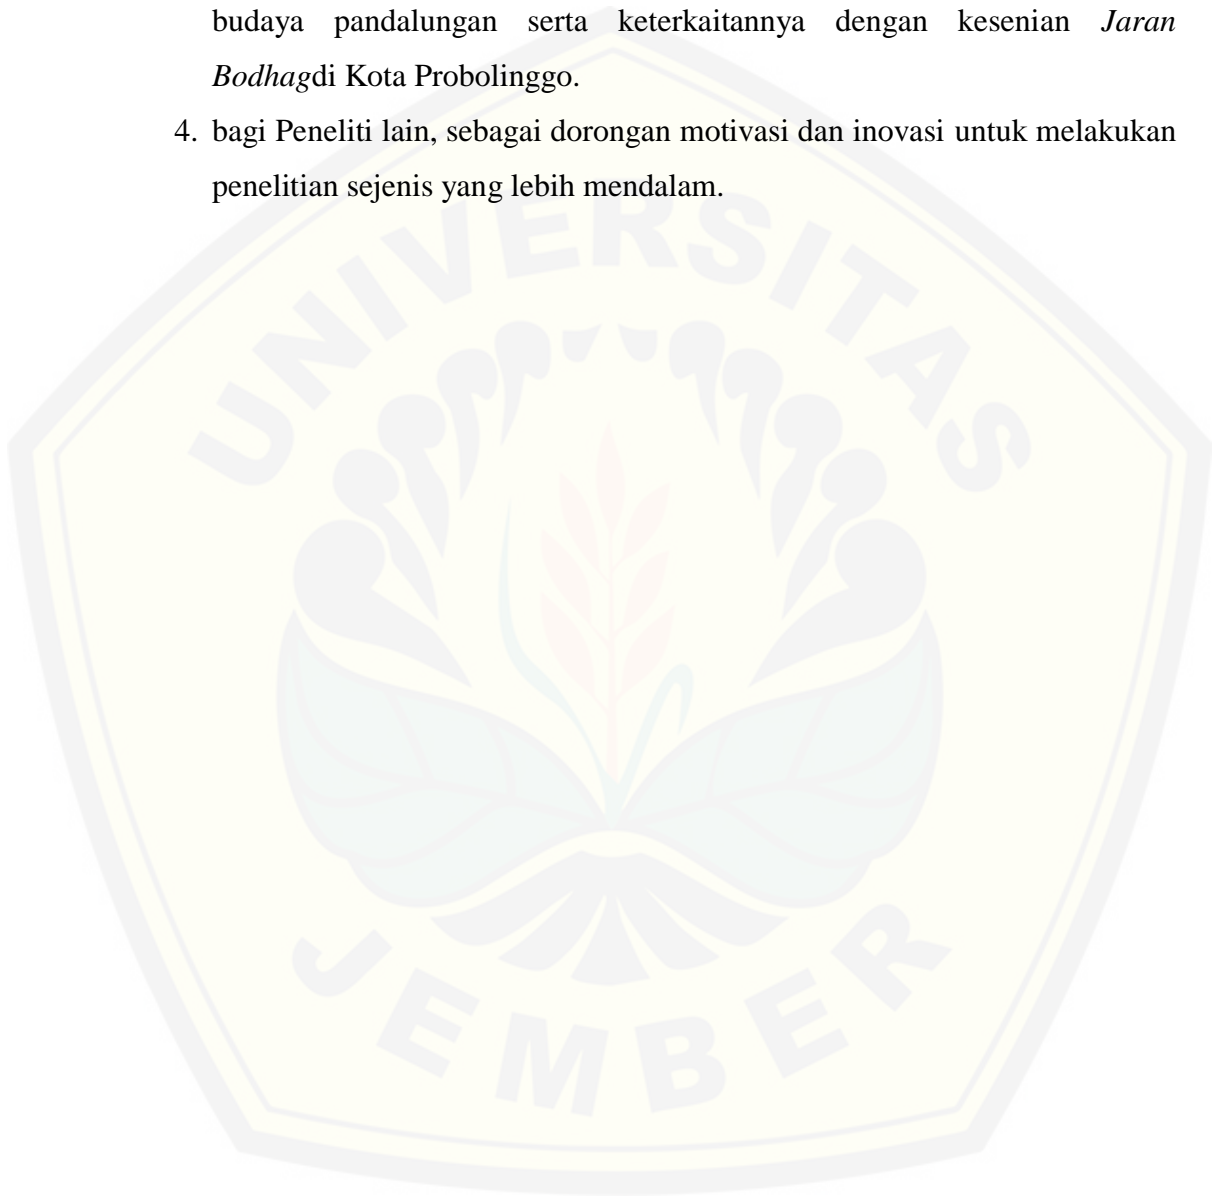 budaya pandalungan serta keterkaitannya dengan kesenian Jaran
Bodhagdi Kota Probolinggo.
4. bagi Peneliti lain, sebagai dorongan motivasi dan inovasi untuk melakukan
penelitian sejenis yang lebih mendalam.
UNIVERSITAS
JEMBER